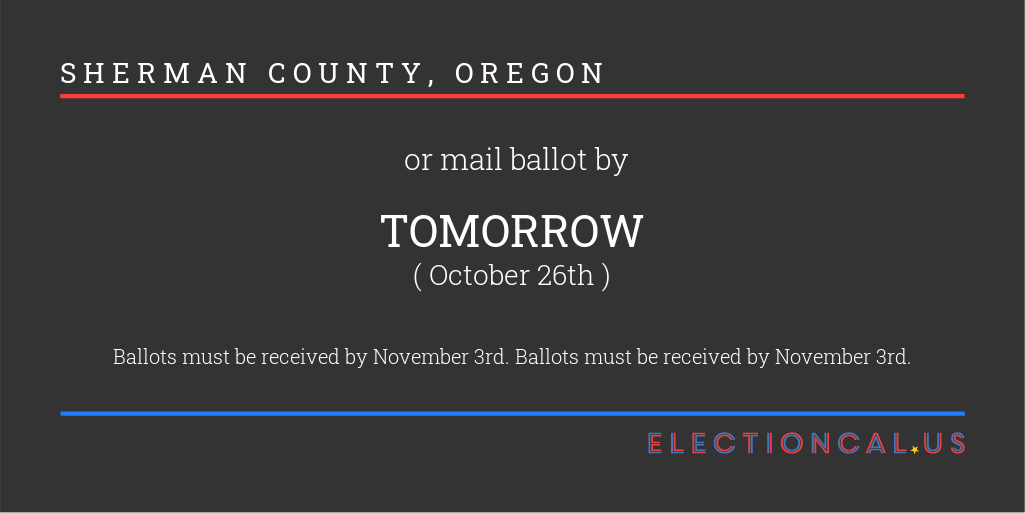 SHERMAN COUNTY, OREGON
or mail ballot by
TOMORROW
( October 26th )
Ballots must be received by November 3rd. Ballots must be received by November 3rd.
ELECTIONCAL.US